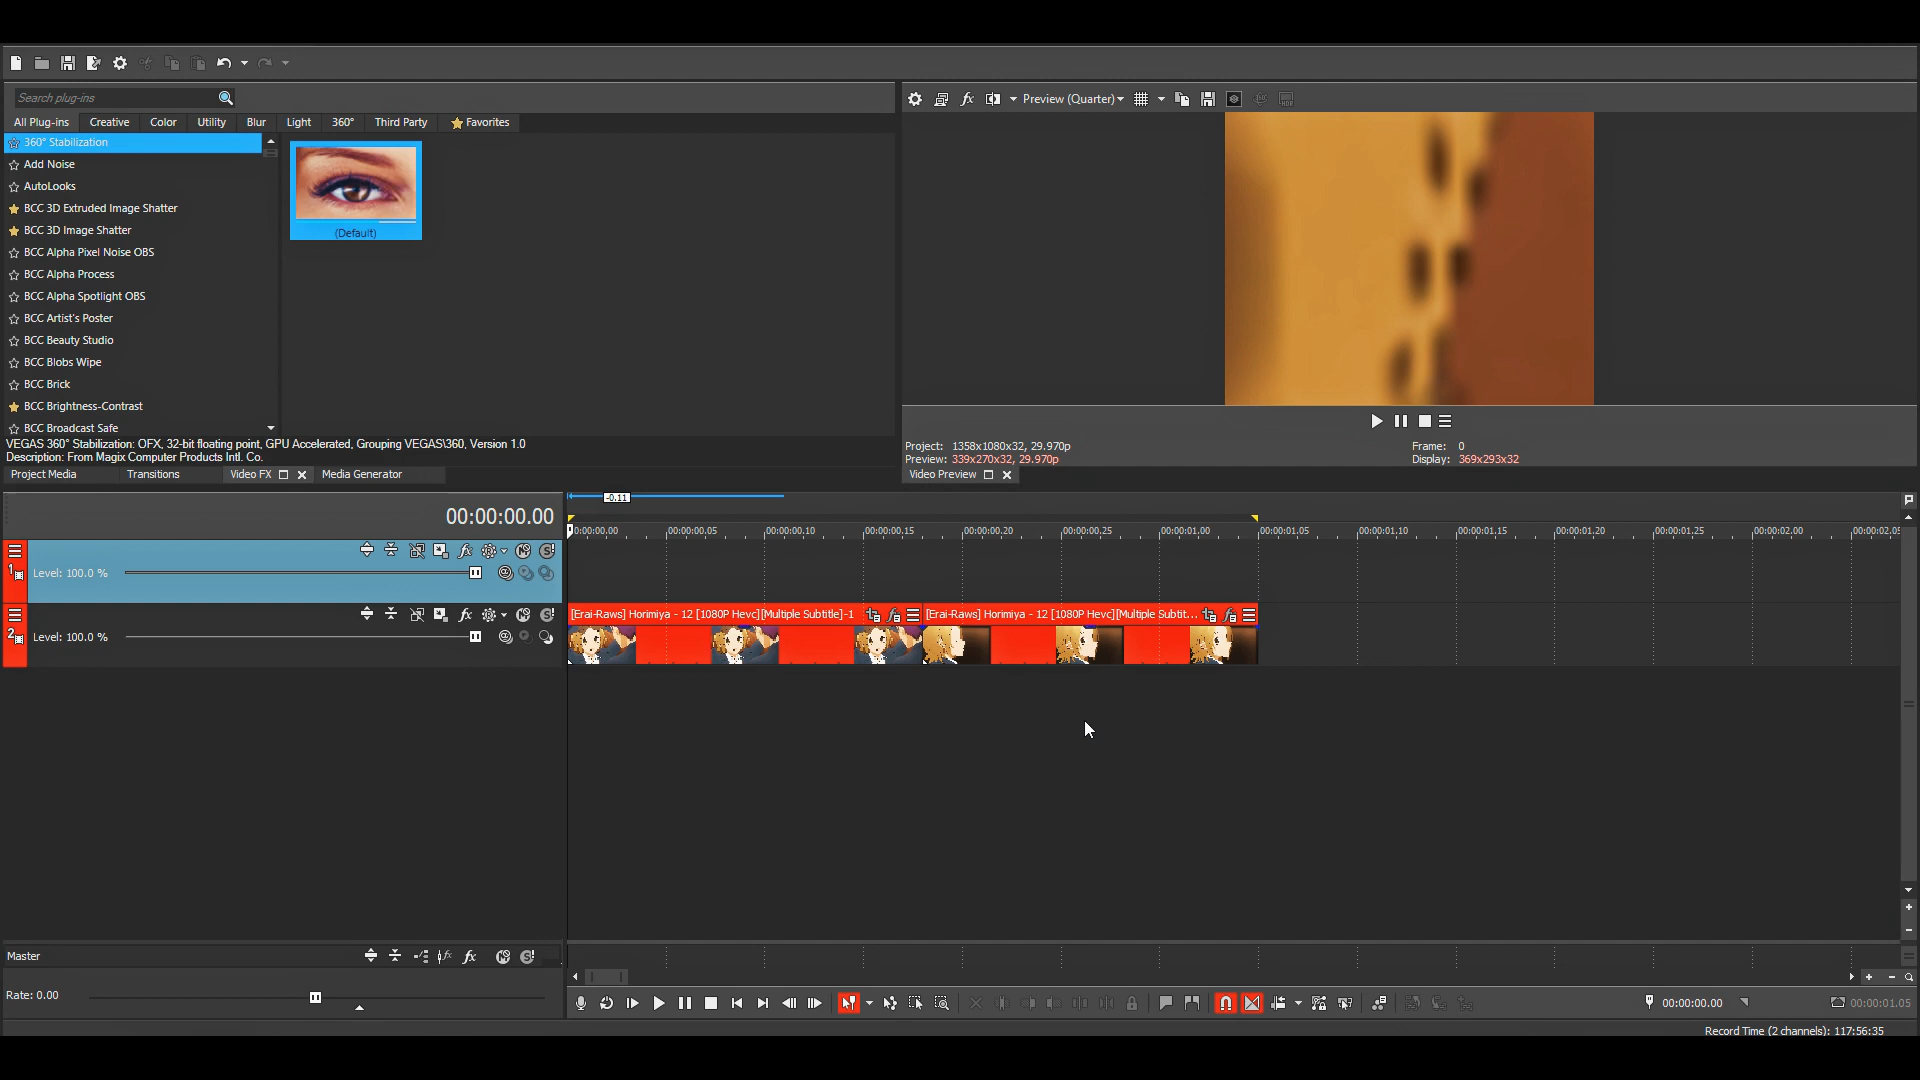 Search plug-ins
All Plug-ins Creative Color Utility Blur Light 360° Third Party Favorites
360° Stabilization
Add Noise
AutoLooks
BCC 3D Extruded Image Shatter
BCC 3D Image Shatter
BCC Alpha Pixel Noise OBS
BCC Alpha Process
BCC Alpha Spotlight OBS
BCC Artist's Poster
BCC Beauty Studio
BCC Blobs Wipe
BCC Brick
BCC Brightness-Contrast
BCC Broadcast Safe
(Default)
VEGAS 360° Stabilization: OFX, 32-bit floating point, GPU Accelerated, Grouping VEGAS\360, Version 1.0
Description: From Magix Computer Products Intl. Co.
Project Media Transitions Video FX Media Generator
Preview (Quarter)
Project: 1358x1080x32, 29.970p
Preview: 339x270x32, 29.970p
Frame: 0
Display: 369x293x32
Video Preview
00:00:00.00
-0.11
0:00:00.00 00:00:00.05 00:00:00.10 00:00:00.15 00:00:00.20 00:00:00.25 00:00:01.00 00:00:01.05 00:00:01.10 00:00:01.15 00:00:01.20 00:00:01.25 00:00:02.00 00:00:02.05
1
Level: 100.0 %
2
Level: 100.0 %
[Erai-Raws] Horimiya - 12 [1080P Hevc][Multiple Subtitle]-1
[Erai-Raws] Horimiya - 12 [1080P Hevc][Multiple Subtit...
Master
Rate: 0.00
00:00:00.00
00:00:01.05
Record Time (2 channels): 117:56:35